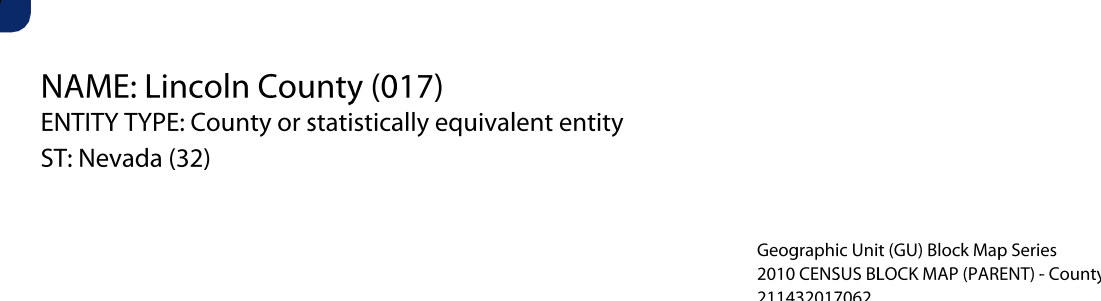 NAME: Lincoln County (017)
ENTITY TYPE: County or statistically equivalent entity
ST: Nevada (32)
Geographic Unit (GU) Block Map Series
2010 CENSUS BLOCK MAP (PARENT) - County
211432017062